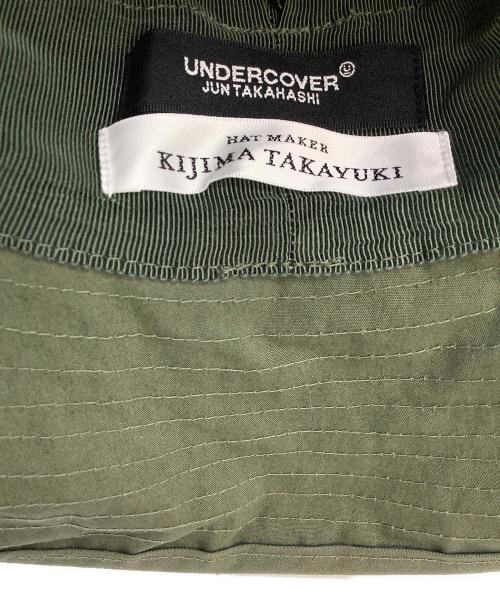 UNDERCOVER
JUN TAKAHASHI
HAT MAKER
KIJIMA TAKAYUKI